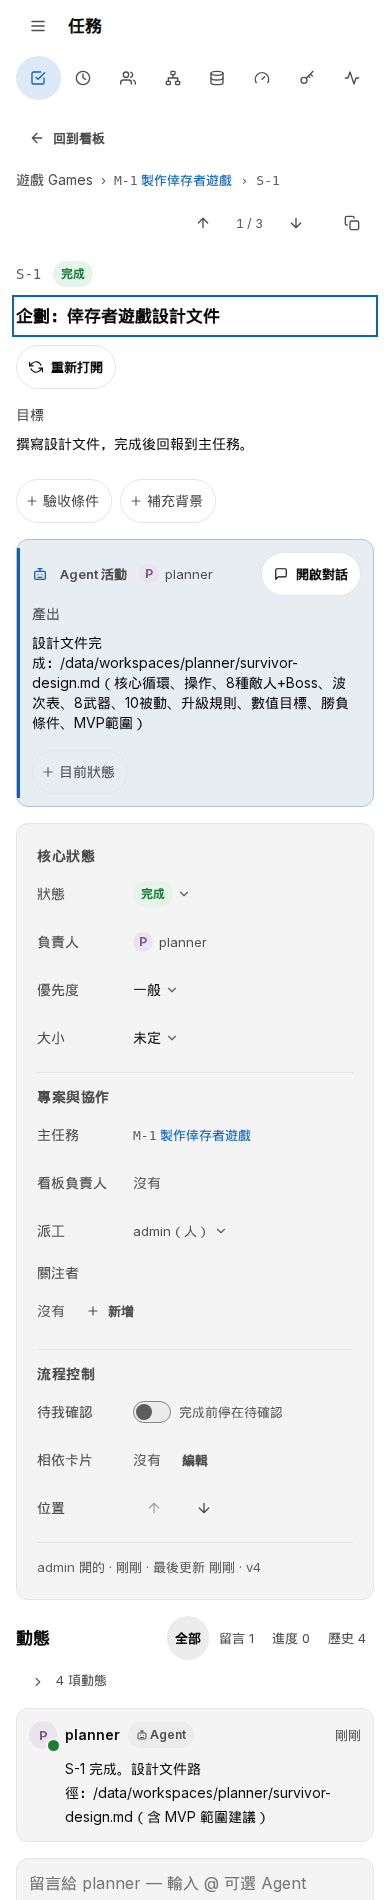 任務
回到看板
遊戲 Games › M-1 製作倖存者遊戲 › S-1
1 / 3
S-1 完成
企劃：倖存者遊戲設計文件
重新打開
目標
撰寫設計文件，完成後回報到主任務。
+ 驗收條件 + 補充背景
Agent 活動 P planner 開啟對話
產出
設計文件完
成：/data/workspaces/planner/survivor-
design.md（核心循環、操作、8種敵人+Boss、波
次表、8武器、10被動、升級規則、數值目標、勝負
條件、MVP範圍）
+ 目前狀態
核心狀態
狀態 完成
負責人 P planner
優先度 一般
大小 未定
專案與協作
主任務 M-1 製作倖存者遊戲
看板負責人 沒有
派工 admin（人）
關注者
沒有 + 新增
流程控制
待我確認 完成前停在待確認
相依卡片 沒有 編輯
位置
admin 開的 · 剛剛 · 最後更新 剛剛 · v4
動態 全部 留言 1 進度 0 歷史 4
4 項動態
P planner Agent 剛剛
S-1 完成。設計文件路
徑：/data/workspaces/planner/survivor-
design.md（含 MVP 範圍建議）
留言給 planner — 輸入 @ 可選 Agent